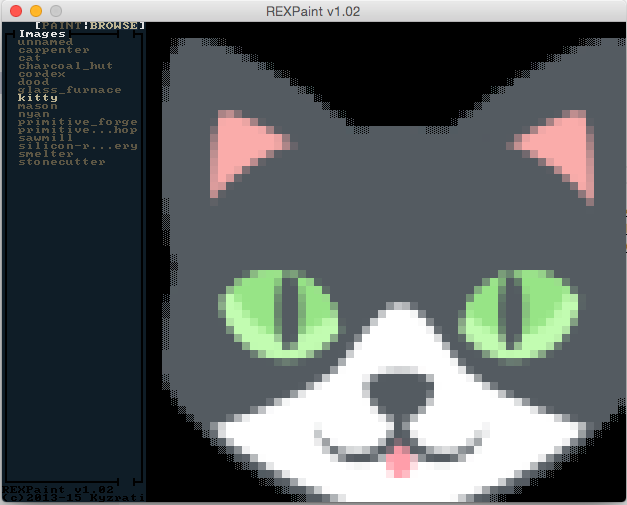 REXPaint v1.02
[PAINT:BROWSE]
Images
unnamed
carpenter
cat
charcoal_hut
cordex
dood
glass_furnace
kitty
mason
nyan
primitive_forge
primitive...hop
sawmill
silicon-r...ery
smelter
stonecutter
REXPaint v1.02
(c)2013-15 Kyzrati